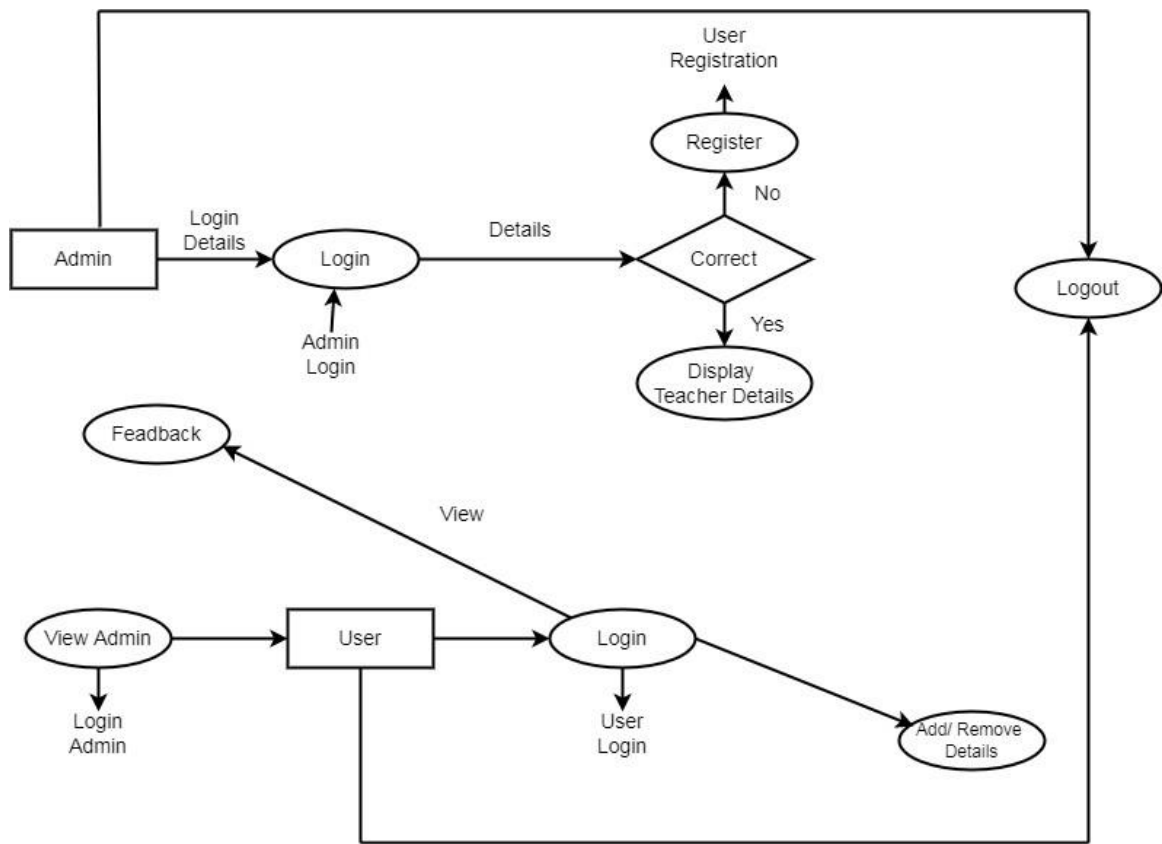 User
Registration
Register
No
Login
Details
Details
Admin
Login
Correct
Logout
Admin
Login
Yes
Display
Teacher Details
Feadback
View
View Admin
User
Login
Login
Admin
User
Login
Add/ Remove
Details